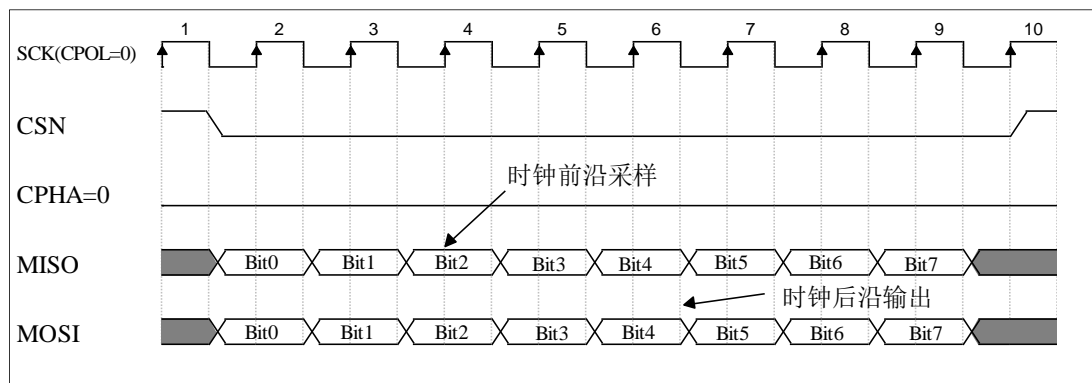 1 2 3 4 5 6 7 8 9 10
SCK(CPOL=0)
CSN
时钟前沿采样
CPHA=0
MISO Bit0 Bit1 Bit2 Bit3 Bit4 Bit5 Bit6 Bit7
时钟后沿输出
MOSI Bit0 Bit1 Bit2 Bit3 Bit4 Bit5 Bit6 Bit7